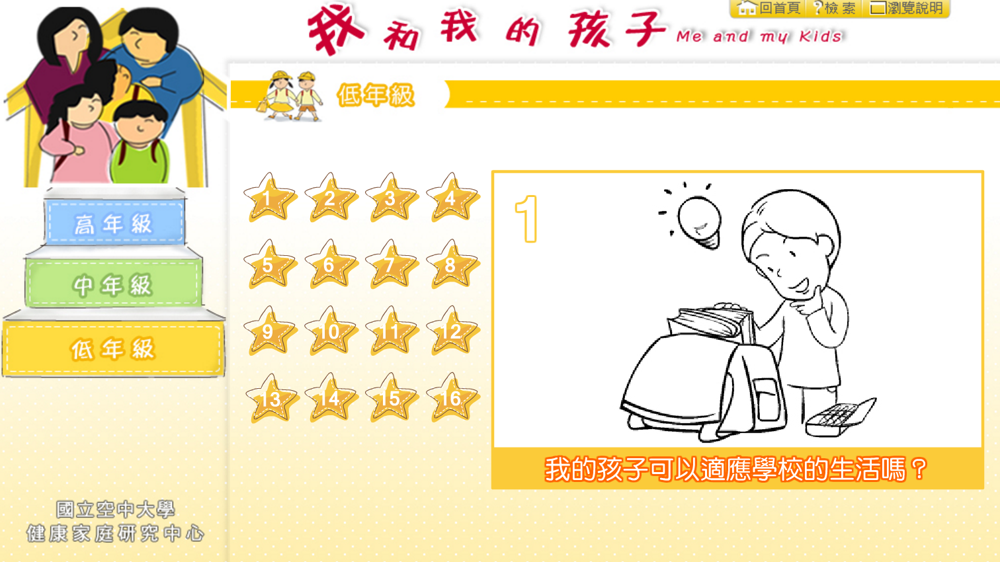 回首頁 ?檢索 瀏覽說明
我和我的孩子 Me and my Kids
低年級
高年級
中年級
低年級
1 2 3 4
5 6 7 8
9 10 11 12
13 14 15 16
1
我的孩子可以適應學校的生活嗎？
國立空中大學
健康家庭研究中心